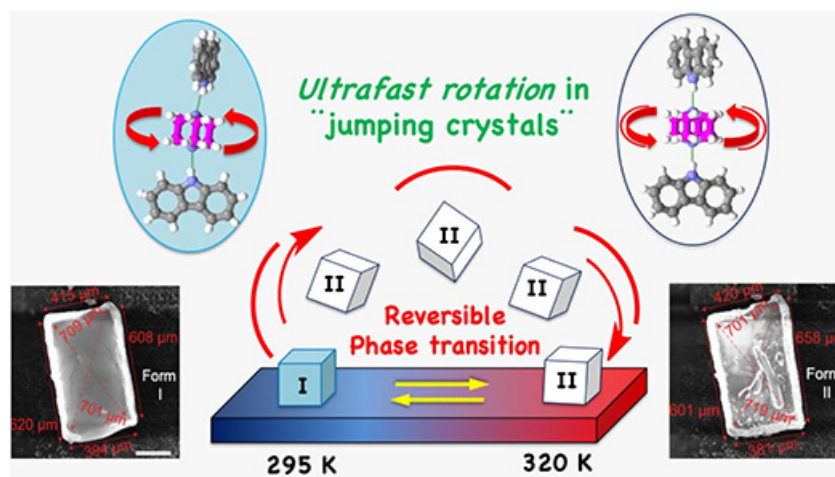 Ultrafast rotation in
¨jumping crystals¨
II
II
II
Reversible
Phase transition
I
II
295 K
320 K
415 µm
709 µm
608 µm
Form
I
701 µm
620 µm
394 µm
420 µm
701 µm
658 µm
Form
II
719 µm
601 µm
381 µm